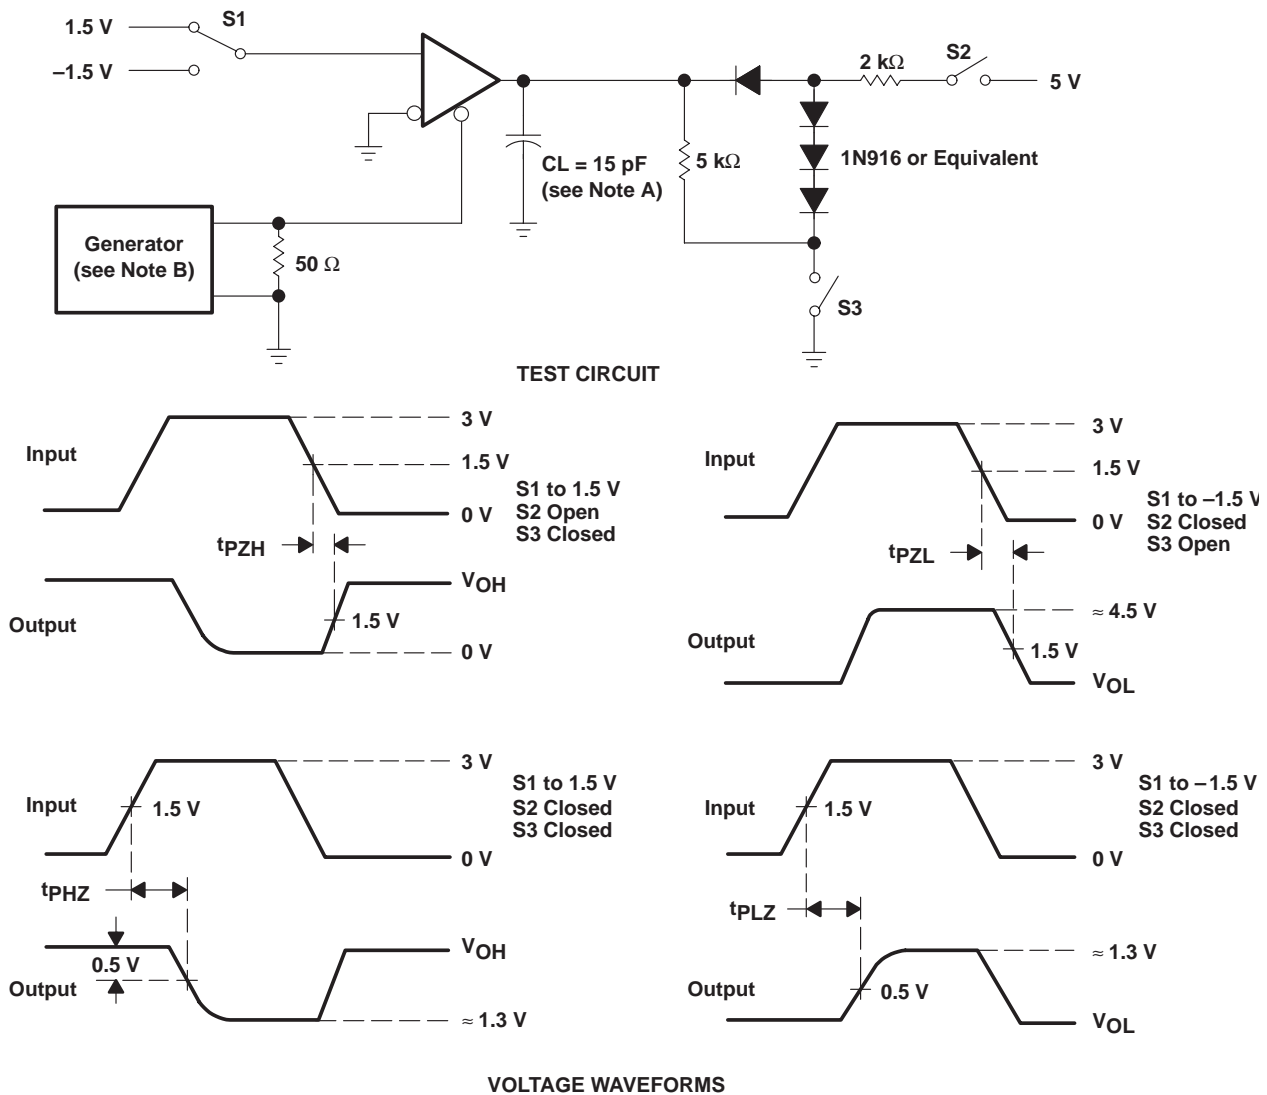 1.5 V
S1
–1.5 V
2 kΩ
S2
5 V
CL = 15 pF
(see Note A)
5 kΩ
1N916 or Equivalent
Generator
(see Note B)
50 Ω
S3
TEST CIRCUIT
Input
3 V
1.5 V
0 V
S1 to 1.5 V
S2 Open
S3 Closed
tPZH
Output
VOH
1.5 V
0 V
Input
3 V
1.5 V
0 V
S1 to –1.5 V
S2 Closed
S3 Open
tPZL
Output
≈ 4.5 V
1.5 V
VOL
Input
3 V
1.5 V
0 V
S1 to 1.5 V
S2 Closed
S3 Closed
tPHZ
Output
0.5 V
VOH
≈ 1.3 V
Input
3 V
1.5 V
0 V
S1 to –1.5 V
S2 Closed
S3 Closed
tPLZ
Output
≈ 1.3 V
0.5 V
VOL
VOLTAGE WAVEFORMS